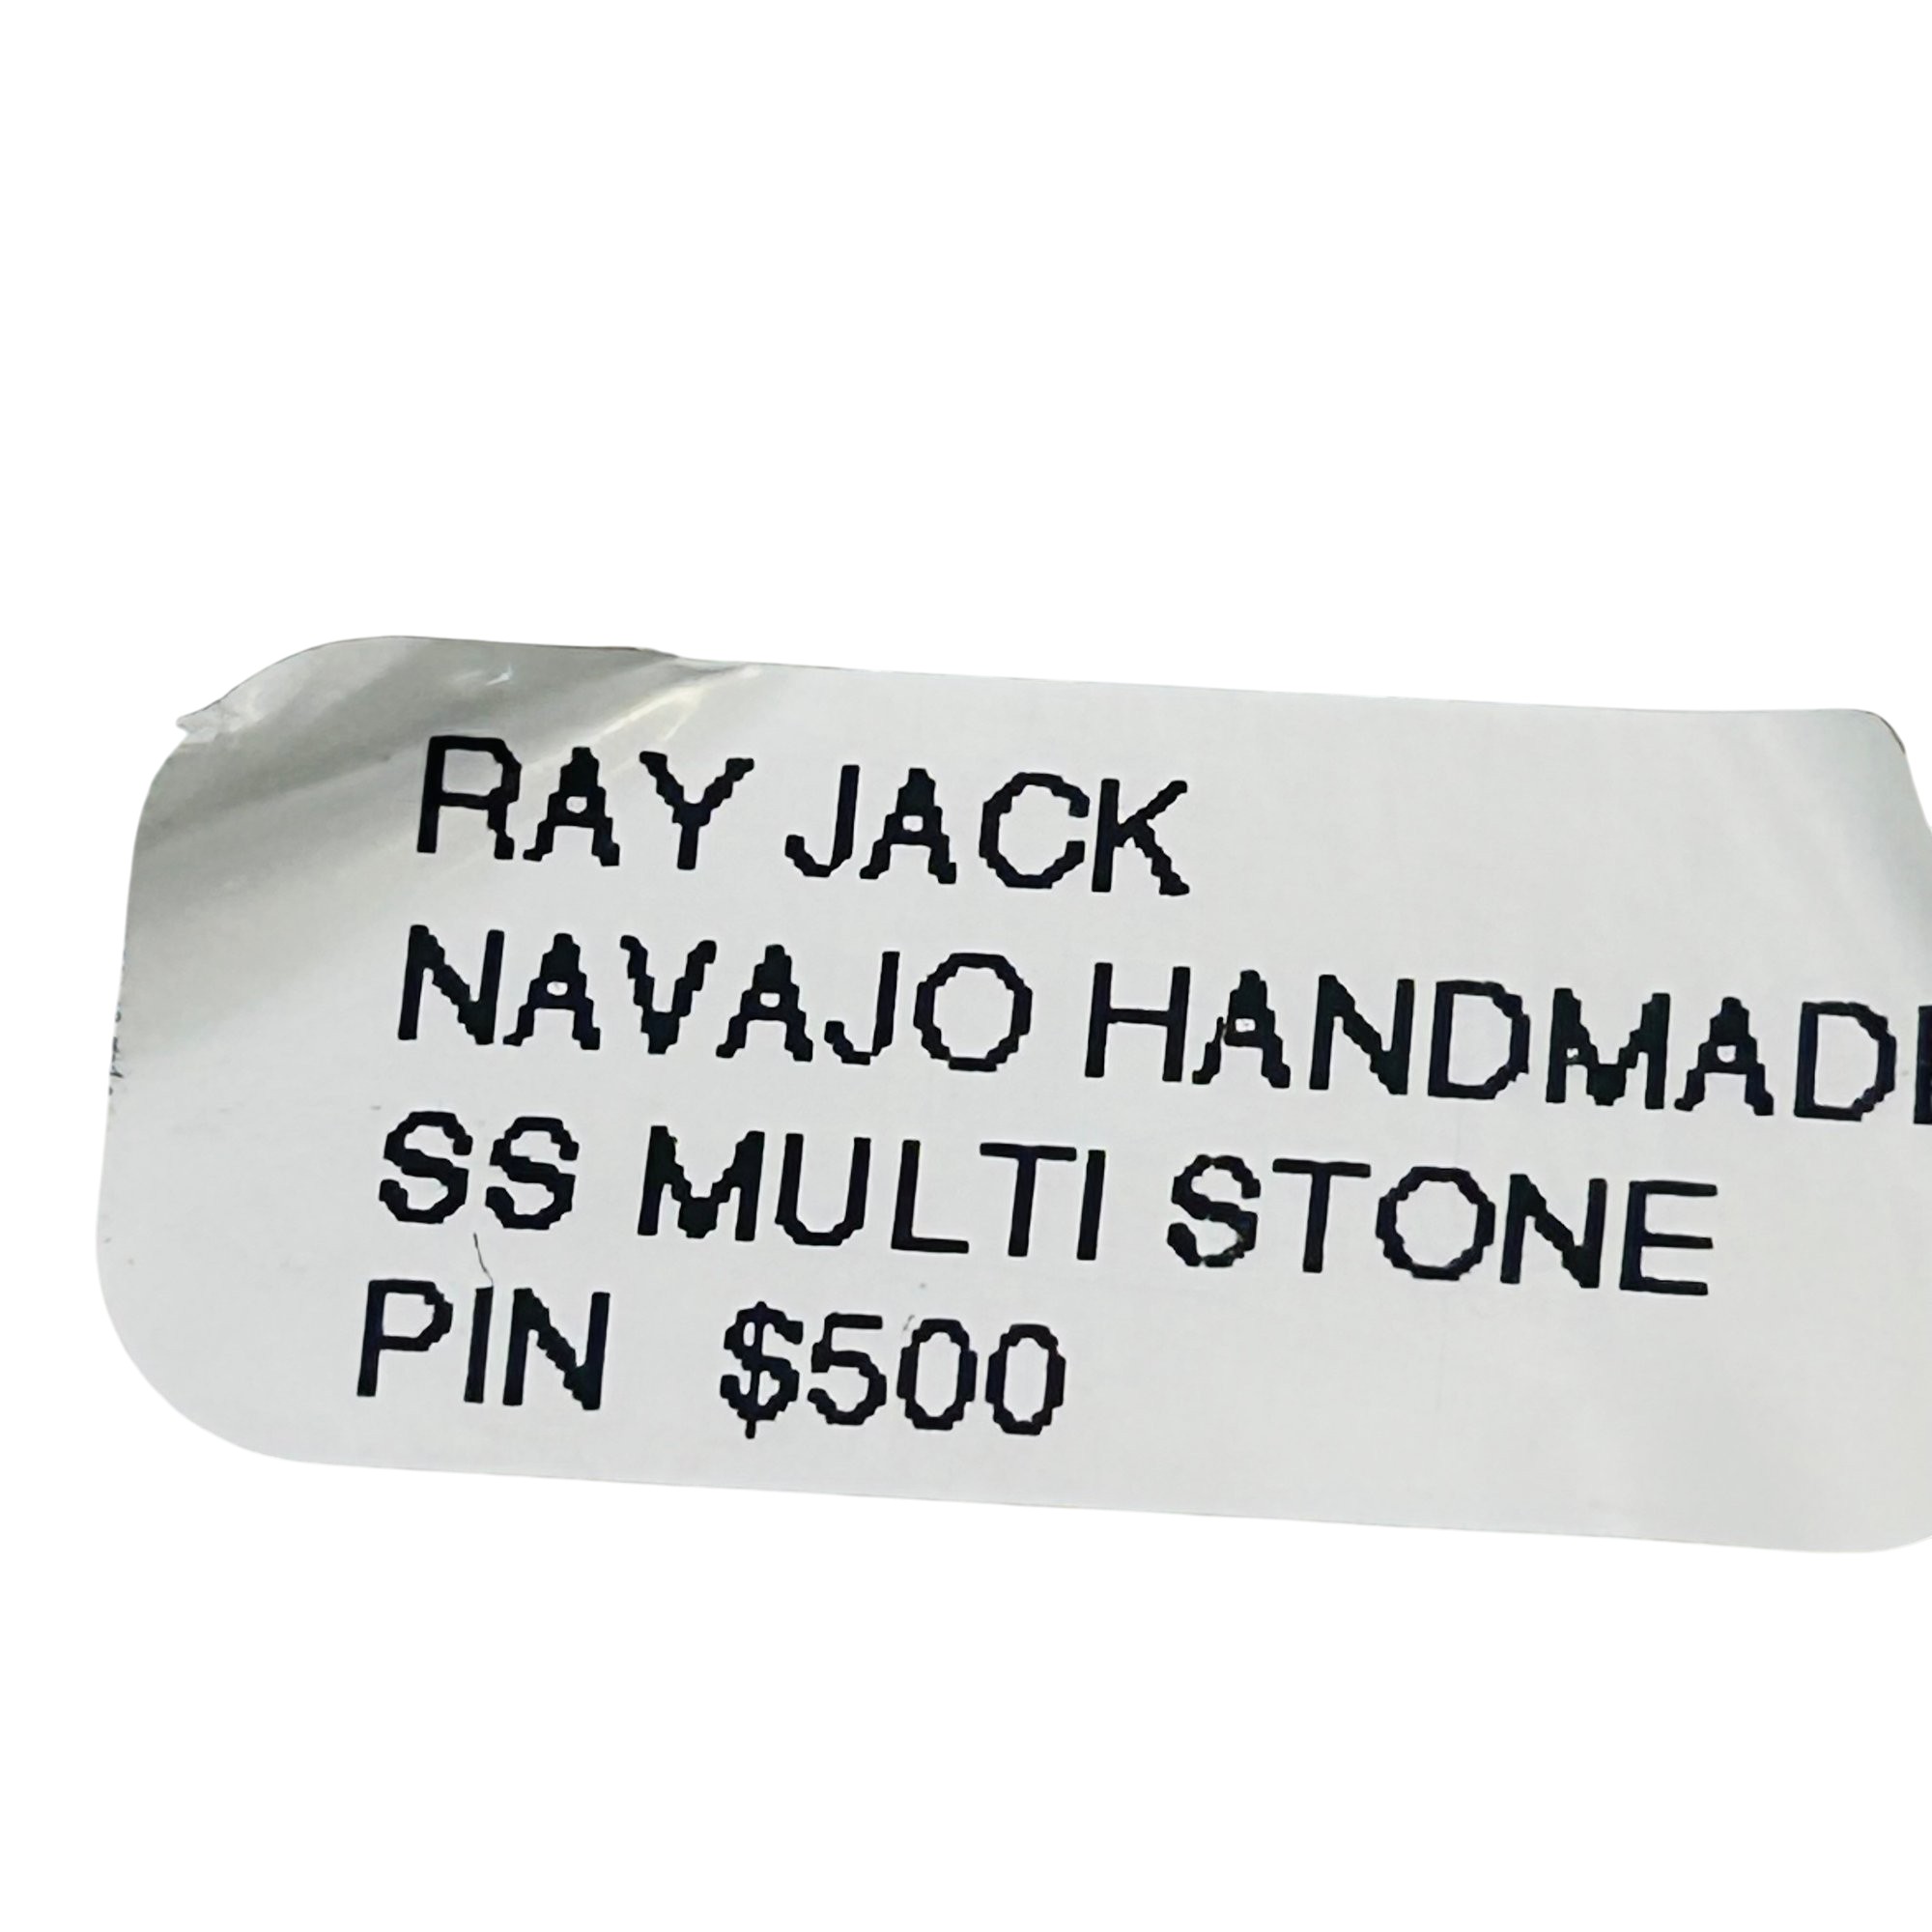 RAY JACK
NAVAJO HANDMADE
SS MULTI STONE
PIN $500